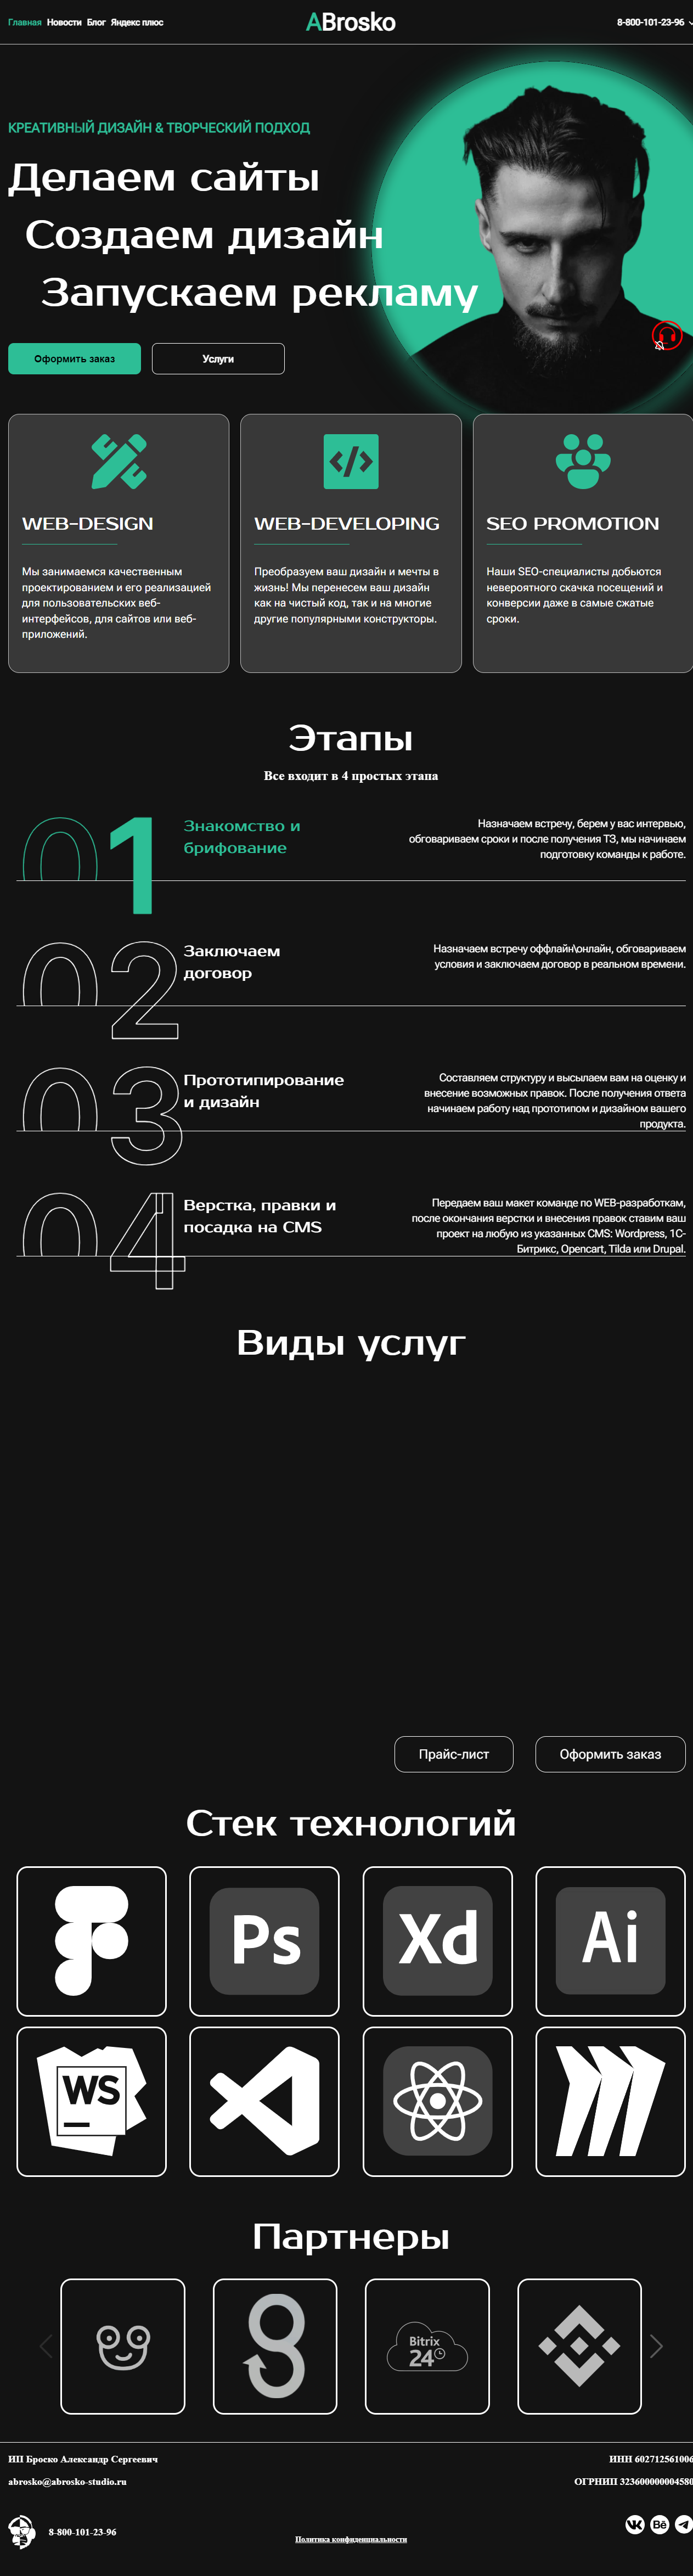 Главная Новости Блог Яндекс плюс
ABrosko
8-800-101-23-96
КРЕАТИВНЫЙ ДИЗАЙН & ТВОРЧЕСКИЙ ПОДХОД
Делаем сайты
Создаем дизайн
Запускаем рекламу
Оформить заказ
Услуги
WEB-DESIGN
Мы занимаемся качественным
проектированием и его реализацией
для пользовательских веб-
интерфейсов, для сайтов или веб-
приложений.
WEB-DEVELOPING
Преобразуем ваш дизайн и мечты в
жизнь! Мы перенесем ваш дизайн
как на чистый код, так и на многие
другие популярными конструкторы.
SEO PROMOTION
Наши SEO-специалисты добьются
невероятного скачка посещений и
конверсии даже в самые сжатые
сроки.
Этапы
Все входит в 4 простых этапа
01
Знакомство и
брифование
Назначаем встречу, берем у вас интервью,
обговариваем сроки и после получения ТЗ, мы начинаем
подготовку команды к работе.
02
Заключаем
договор
Назначаем встречу оффлайн\онлайн, обговариваем
условия и заключаем договор в реальном времени.
03
Прототипирование
и дизайн
Составляем структуру и высылаем вам на оценку и
внесение возможных правок. После получения ответа
начинаем работу над прототипом и дизайном вашего
продукта.
04
Верстка, правки и
посадка на CMS
Передаем ваш макет команде по WEB-разработкам,
после окончания верстки и внесения правок ставим ваш
проект на любую из указанных CMS: Wordpress, 1С-
Битрикс, Opencart, Tilda или Drupal.
Виды услуг
Прайс-лист
Оформить заказ
Стек технологий
Ps
Xd
Ai
WS
Партнеры
Bitrix
24
ИП Броско Александр Сергеевич
ИНН 602712561006
abrosko@abrosko-studio.ru
ОГРНИП 323600000004580
8-800-101-23-96
Политика конфиденциальности
Bē